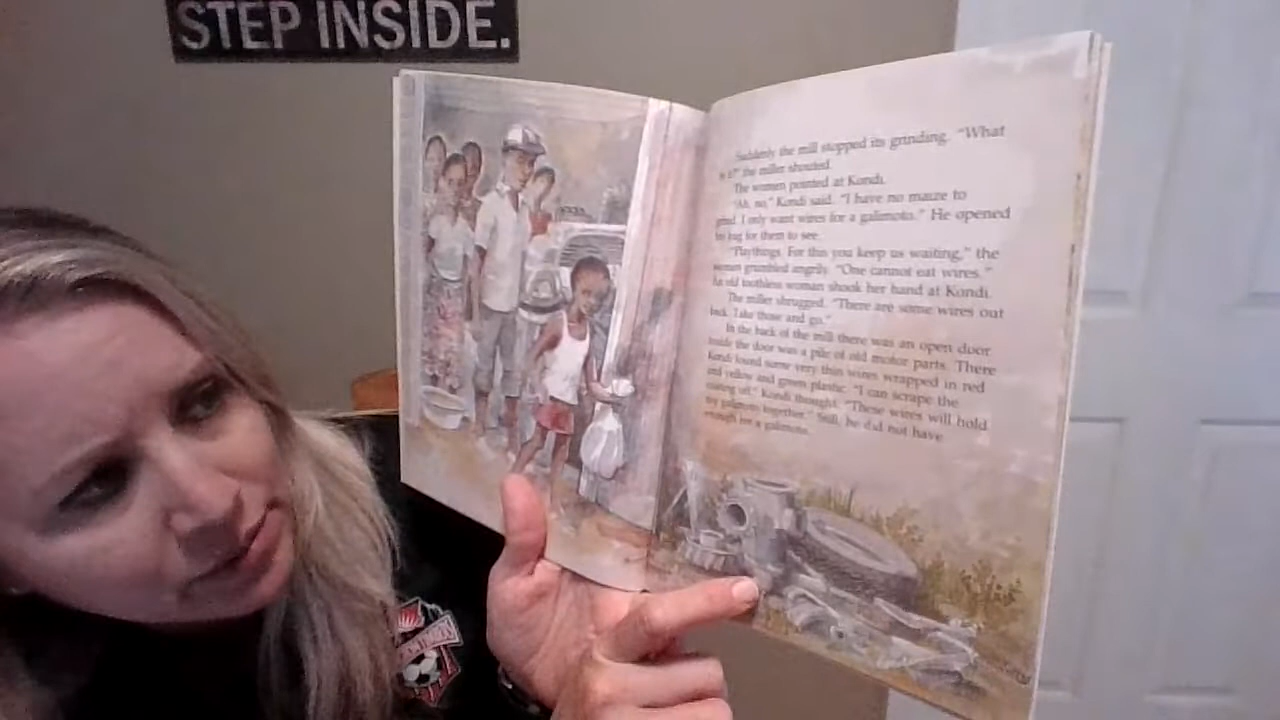 STEP INSIDE.
Suddenly the mill stopped its grinding. "What
is it?" the miller shouted.
The women pointed at Kondi.
"Ah, no," Kondi said. "I have no maize to
grind. I only want wires for a galimoto." He opened
his bag for them to see.
"Playthings. For this you keep us waiting," the
women grumbled angrily. "One cannot eat wires."
An old toothless woman shook her hand at Kondi.
The miller shrugged. "There are some wires out
back. Take those and go."
In the back of the mill there was an open door.
Inside the door was a pile of old motor parts. There
Kondi found some very thin wires wrapped in red
and yellow and green plastic. "I can scrape the
coating off," Kondi thought. "These wires will hold
my galimoto together." Still, he did not have
enough for a galimoto.